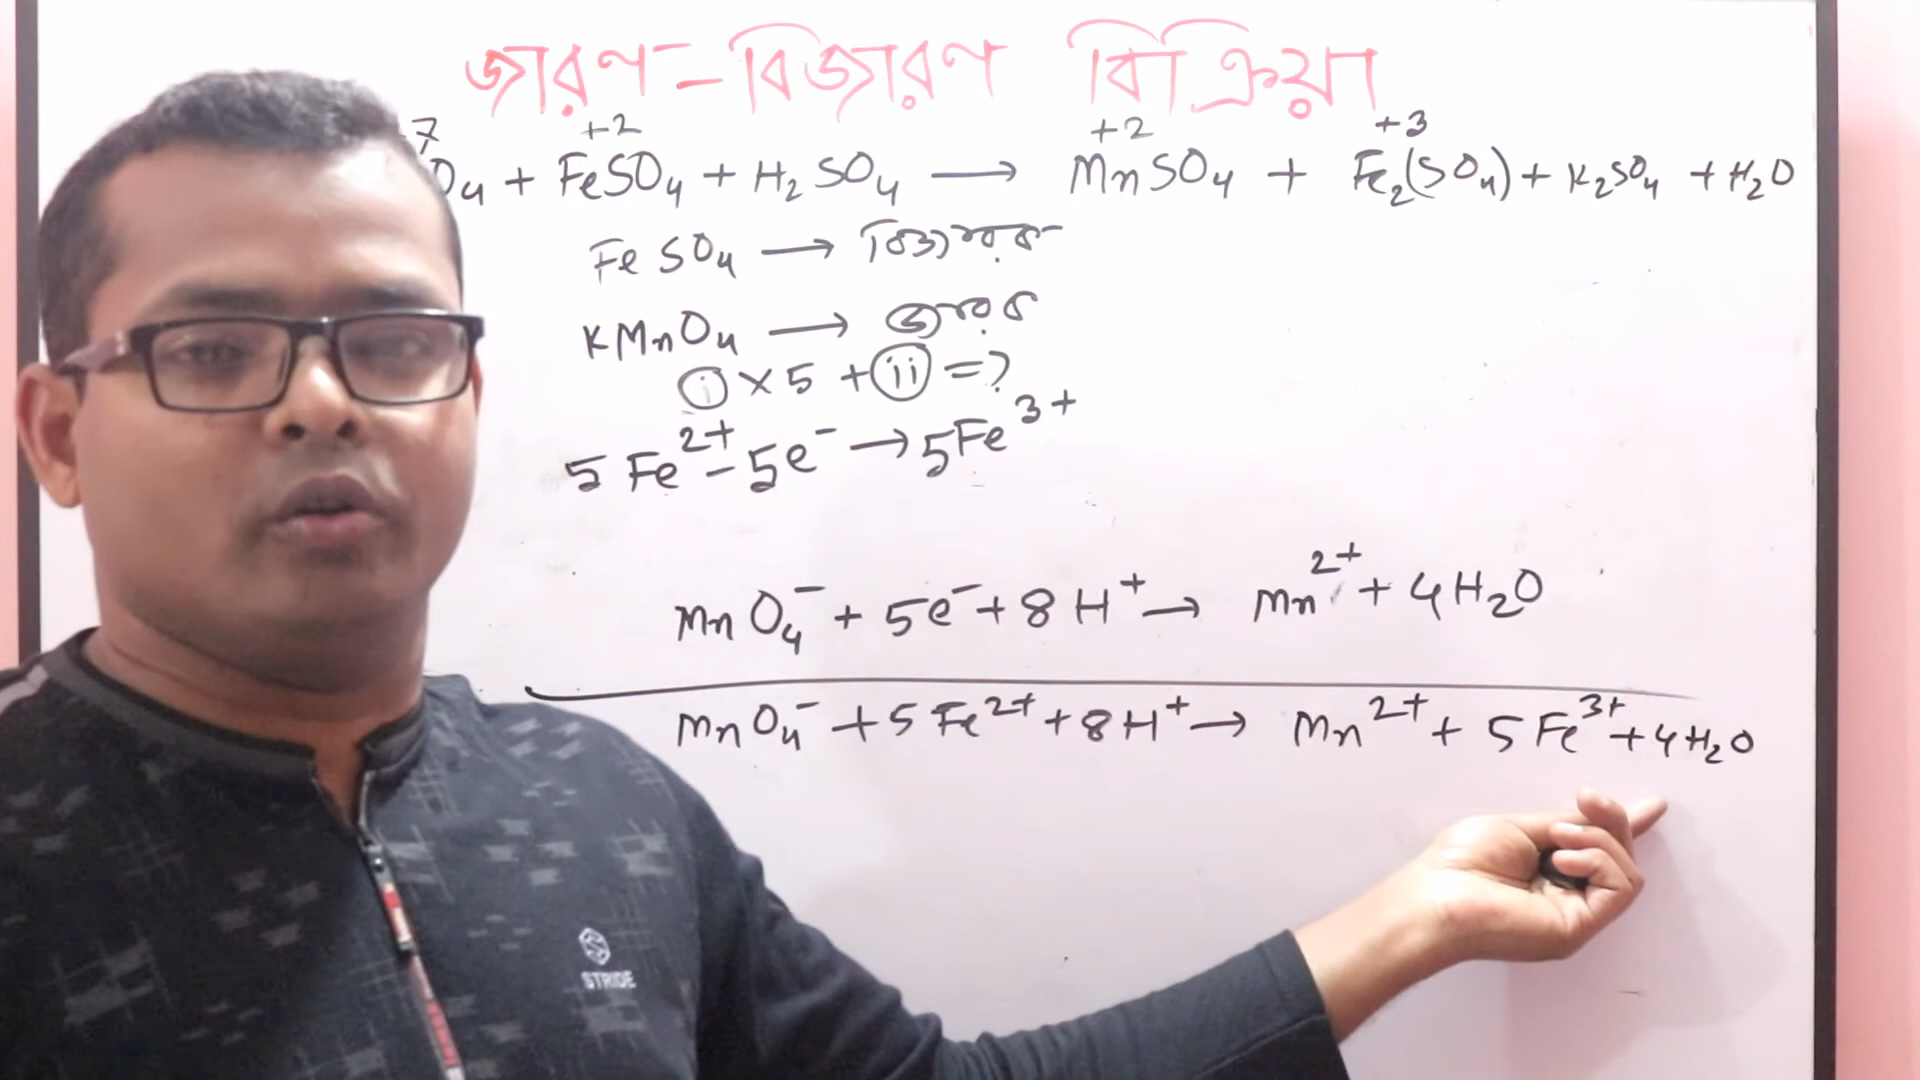 জারণ-বিজারণ বিক্রিয়া
7 +2 +2 +3
O₄ + FeSO₄ + H₂SO₄ ⟶ MnSO₄ + Fe₂(SO₄) + K₂SO₄ + H₂O
FeSO₄ ⟶ বিজারক
KMnO₄ ⟶ জারক
ⓘ × 5 + ⓘⓘ = ?
5Fe²⁺ - 5e⁻ → 5Fe³⁺
MnO₄⁻ + 5e⁻ + 8H⁺ → Mn²⁺ + 4H₂O
MnO₄⁻ + 5Fe²⁺ + 8H⁺ → Mn²⁺ + 5Fe³⁺ + 4H₂O
STRIDE